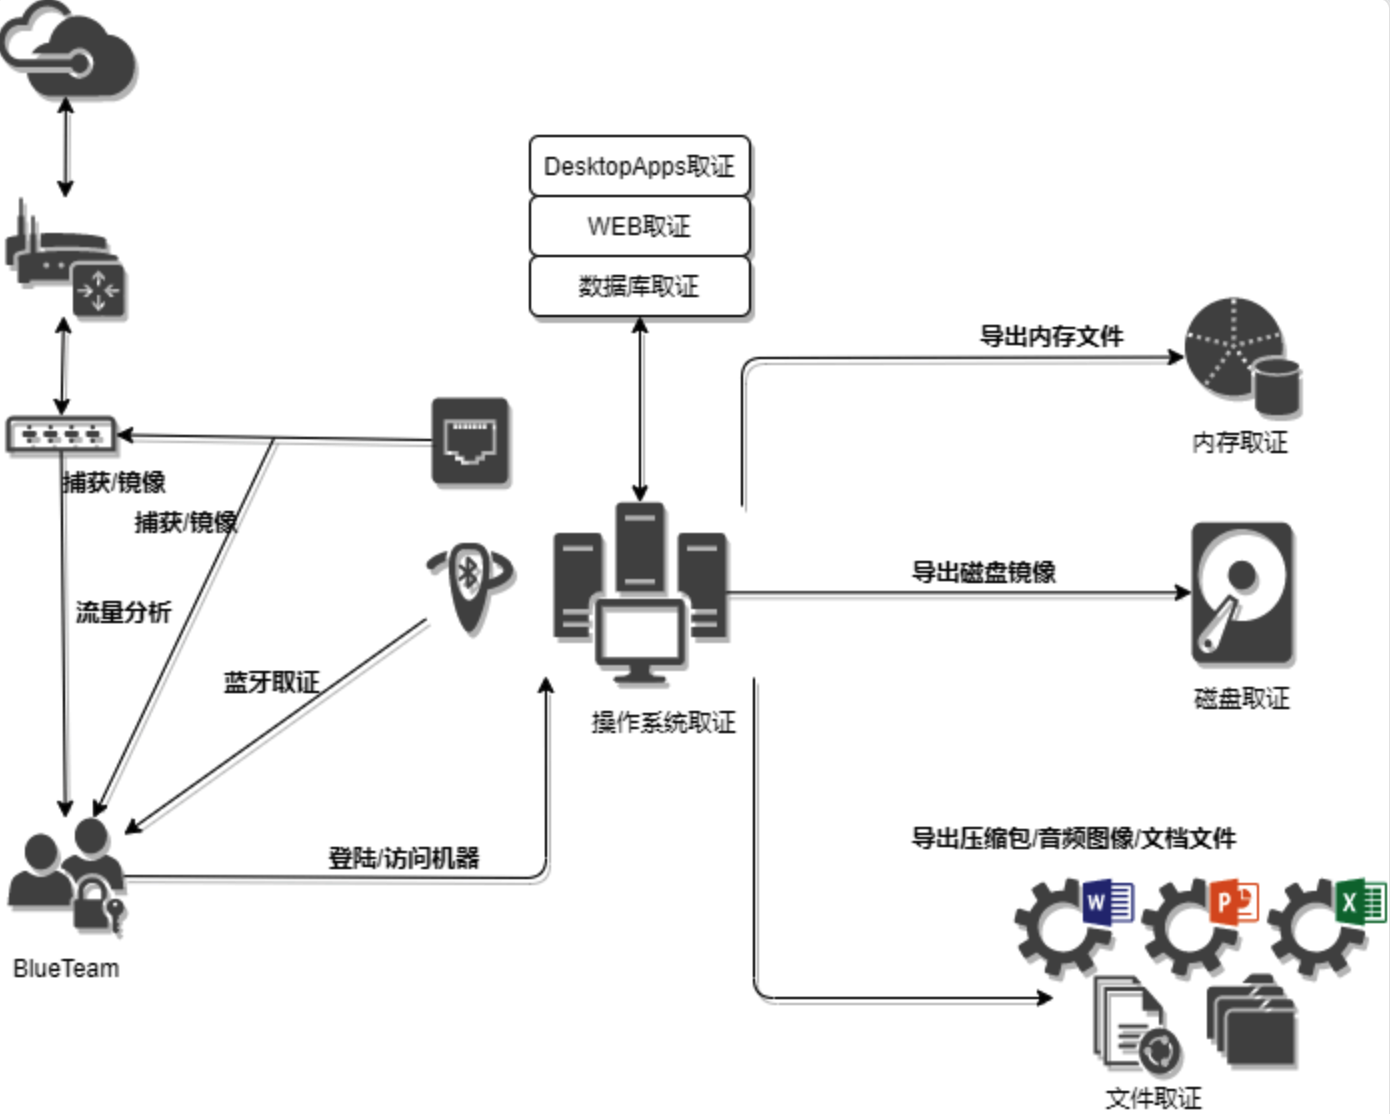 DesktopApps取证
WEB取证
数据库取证
导出内存文件
内存取证
捕获/镜像
捕获/镜像
导出磁盘镜像
流量分析
蓝牙取证
磁盘取证
操作系统取证
导出压缩包/音频图像/文档文件
登陆/访问机器
W
P
X
BlueTeam
文件取证